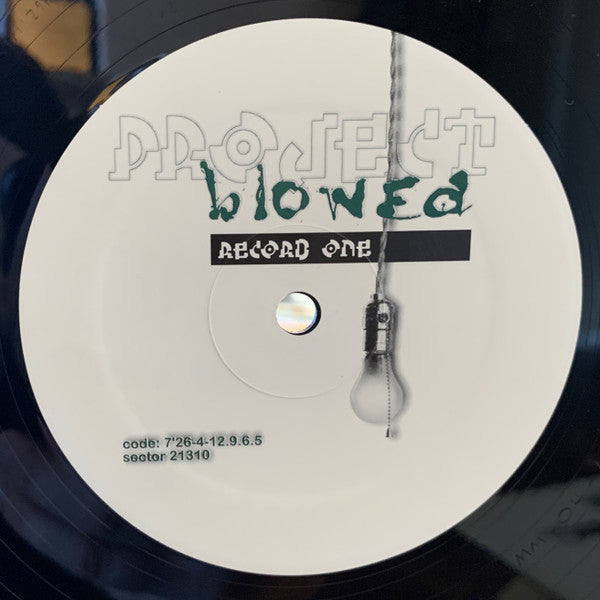 PROJECT
blowed
RECORD ONE
code: 7'26-4-12.9.6.5
sector 21310